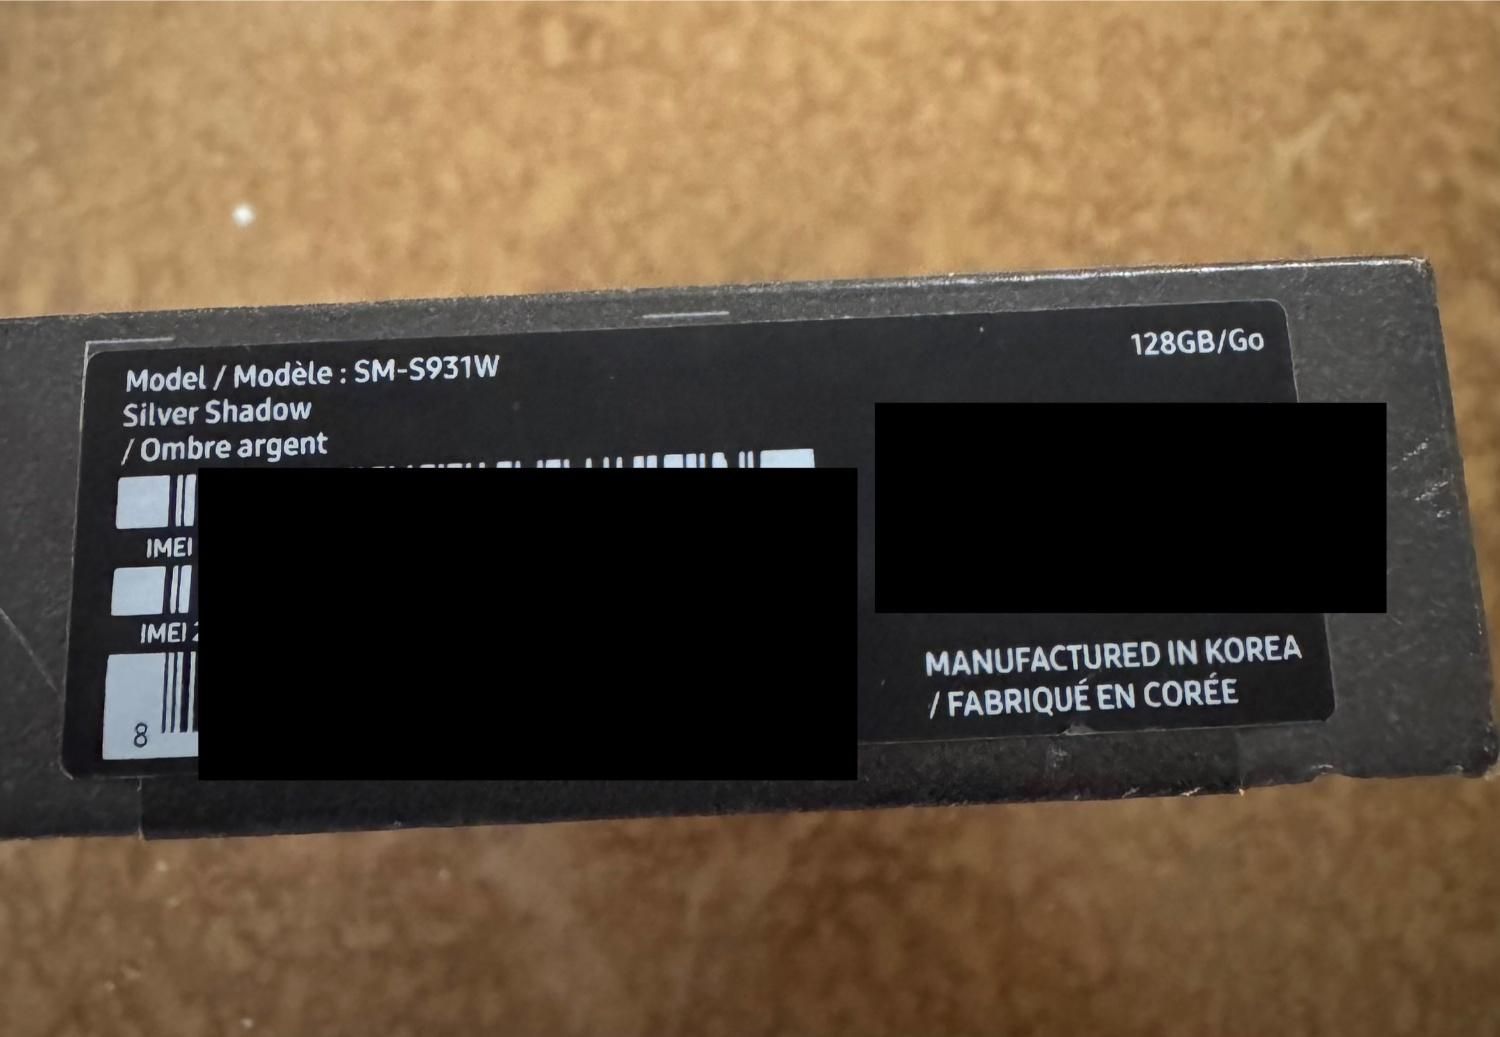 Model / Modèle : SM-S931W
128GB/Go
Silver Shadow
/ Ombre argent
IMEI
IMEI 2
8
MANUFACTURED IN KOREA
/ FABRIQUÉ EN CORÉE